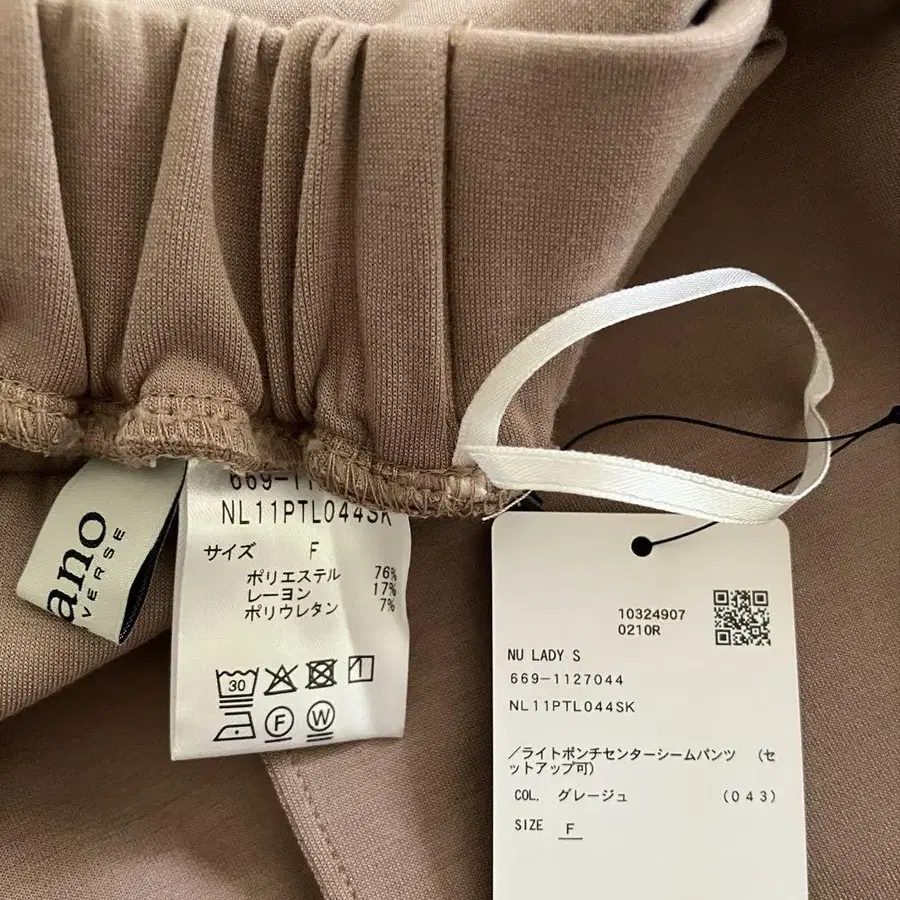 ano
VERSE
669-11
NL11PTL044SK
サイズ F
ポリエステル 76%
レーヨン 17%
ポリウレタン 7%
30
F W
10324907
0210R
NU LADY S
669-1127044
NL11PTL044SK
／ライトポンチセンターシームパンツ （セ
ットアップ可）
COL. グレージュ （043）
SIZE F